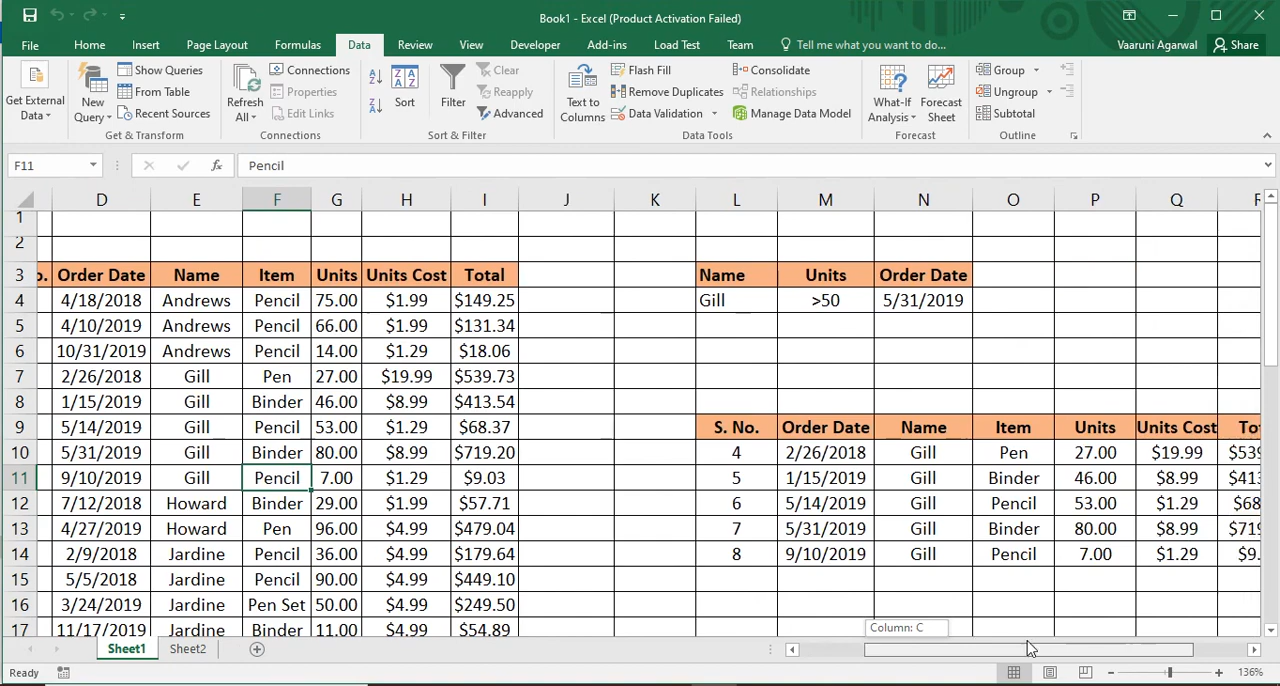 Book1 - Excel (Product Activation Failed)
File Home Insert Page Layout Formulas Data Review View Developer Add-ins Load Test Team Tell me what you want to do... Vaaruni Agarwal Share
Get External Data
New Query
Show Queries
From Table
Recent Sources
Get & Transform
Refresh All
Connections
Properties
Edit Links
Connections
Sort
Filter
Clear
Reapply
Advanced
Sort & Filter
Text to Columns
Flash Fill
Remove Duplicates
Data Validation
Consolidate
Relationships
Manage Data Model
Data Tools
What-If Analysis
Forecast Sheet
Forecast
Group
Ungroup
Subtotal
Outline
F11 fx Pencil
D E F G H I J K L M N O P Q
1
2
3 o. Order Date Name Item Units Units Cost Total Name Units Order Date
4 4/18/2018 Andrews Pencil 75.00 $1.99 $149.25 Gill >50 5/31/2019
5 4/10/2019 Andrews Pencil 66.00 $1.99 $131.34
6 10/31/2019 Andrews Pencil 14.00 $1.29 $18.06
7 2/26/2018 Gill Pen 27.00 $19.99 $539.73
8 1/15/2019 Gill Binder 46.00 $8.99 $413.54
9 5/14/2019 Gill Pencil 53.00 $1.29 $68.37 S. No. Order Date Name Item Units Units Cost To
10 5/31/2019 Gill Binder 80.00 $8.99 $719.20 4 2/26/2018 Gill Pen 27.00 $19.99 $539
11 9/10/2019 Gill Pencil 7.00 $1.29 $9.03 5 1/15/2019 Gill Binder 46.00 $8.99 $413
12 7/12/2018 Howard Binder 29.00 $1.99 $57.71 6 5/14/2019 Gill Pencil 53.00 $1.29 $68
13 4/27/2019 Howard Pen 96.00 $4.99 $479.04 7 5/31/2019 Gill Binder 80.00 $8.99 $719
14 2/9/2018 Jardine Pencil 36.00 $4.99 $179.64 8 9/10/2019 Gill Pencil 7.00 $1.29 $9.
15 5/5/2018 Jardine Pencil 90.00 $4.99 $449.10
16 3/24/2019 Jardine Pen Set 50.00 $4.99 $249.50
17 11/17/2019 Jardine Binder 11.00 $4.99 $54.89
Column: C
Sheet1 Sheet2
Ready 136%